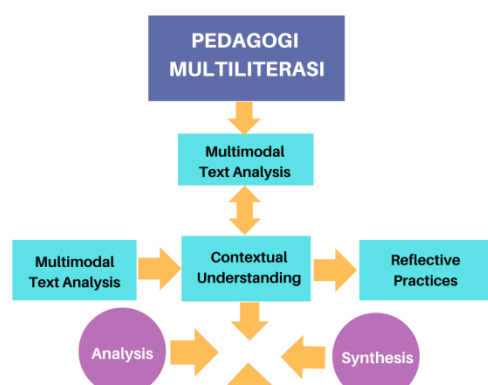 PEDAGOGI
MULTILITERASI
Multimodal
Text Analysis
Multimodal
Text Analysis
Contextual
Understanding
Reflective
Practices
Analysis
Synthesis